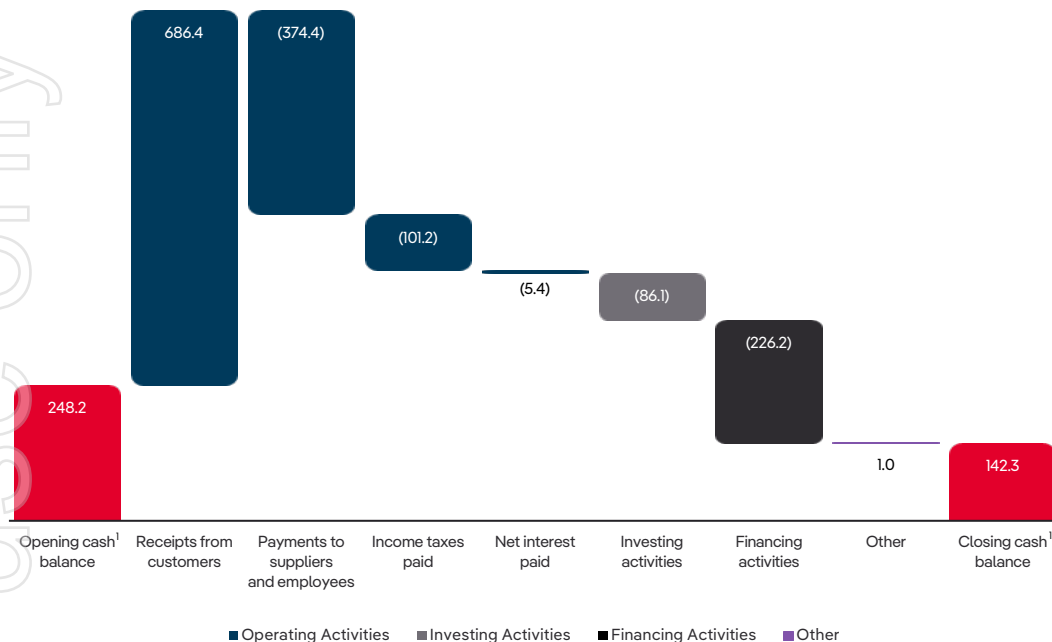 686.4
(374.4)
(101.2)
(5.4)
(86.1)
(226.2)
248.2
1.0
142.3
Opening cash¹ Receipts from Payments to Income taxes Net interest Investing Financing Other Closing cash¹
balance customers suppliers paid paid activities activities balance
and employees
Operating Activities Investing Activities Financing Activities Other